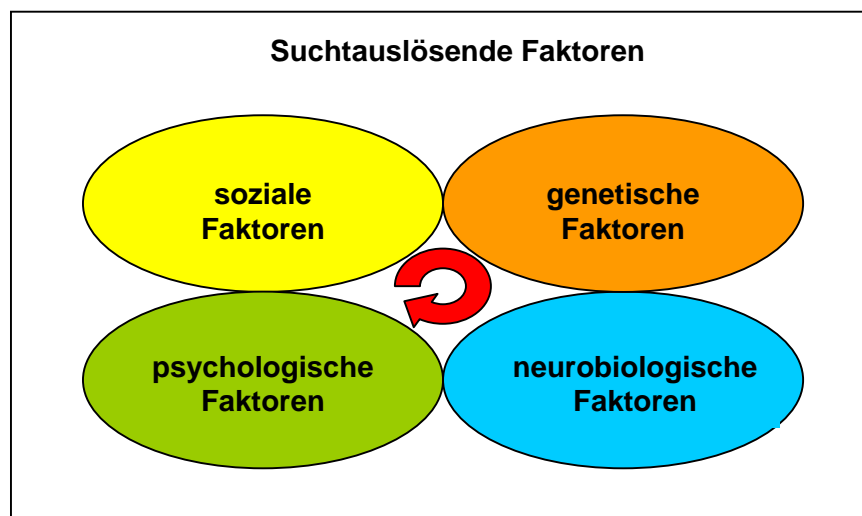 Suchtauslösende Faktoren
soziale
Faktoren
genetische
Faktoren
psychologische
Faktoren
neurobiologische
Faktoren